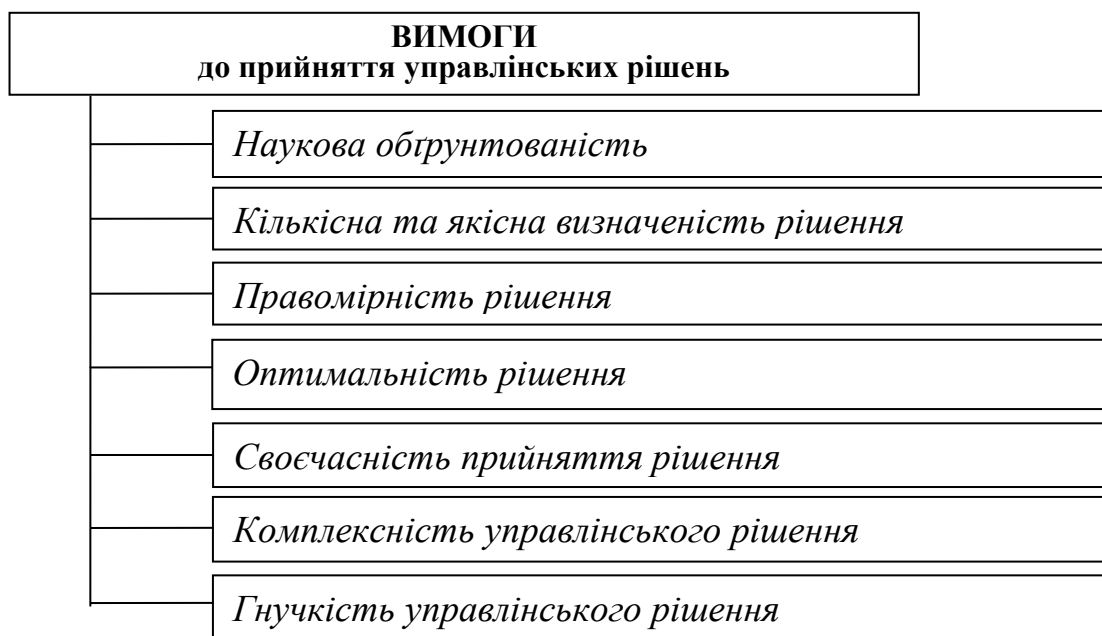 ВИМОГИ
до прийняття управлінських рішень
Наукова обґрунтованість
Кількісна та якісна визначеність рішення
Правомірність рішення
Оптимальність рішення
Своєчасність прийняття рішення
Комплексність управлінського рішення
Гнучкість управлінського рішення